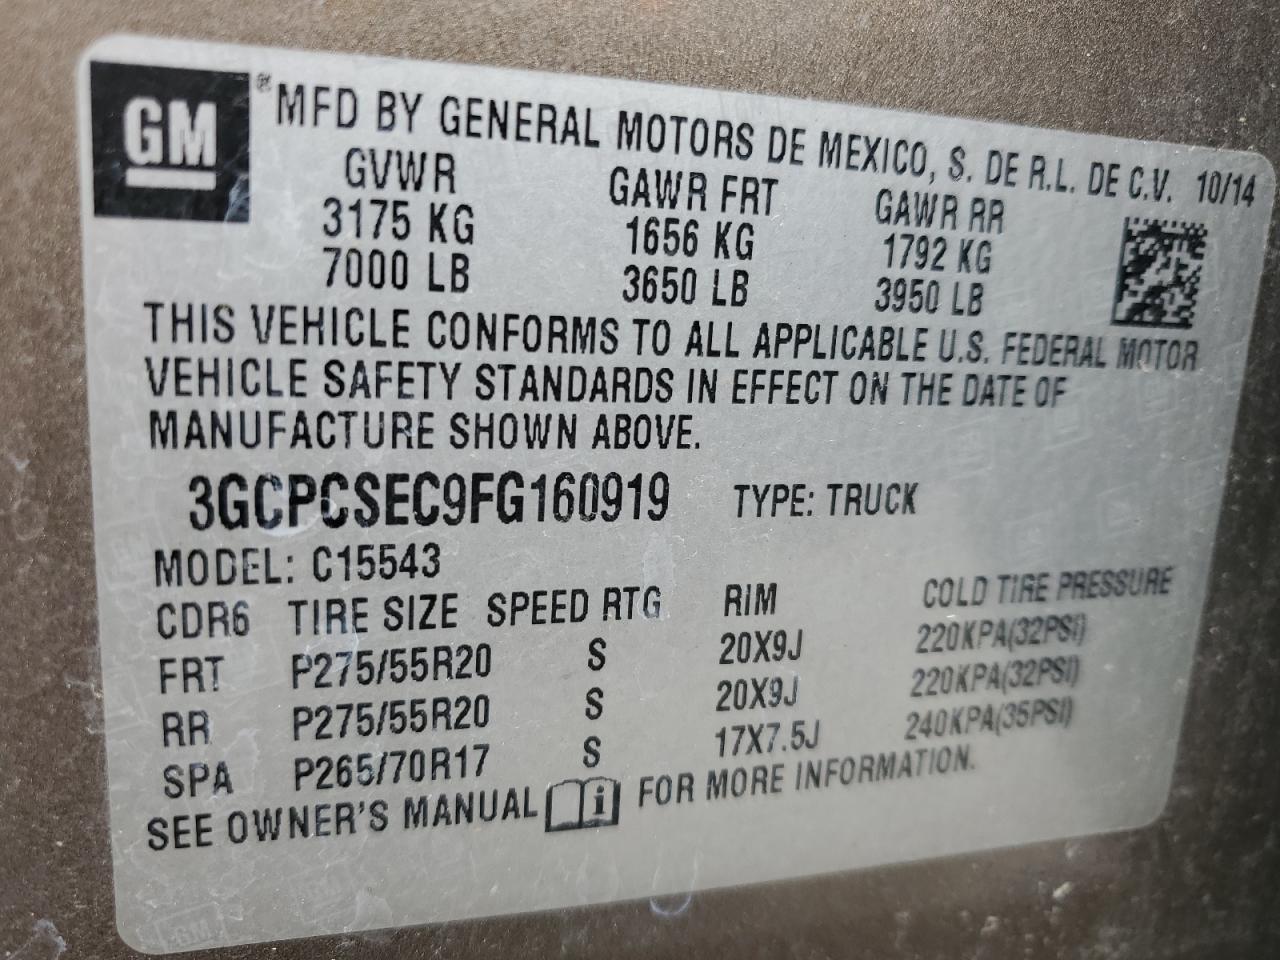 GM
® MFD BY GENERAL MOTORS DE MEXICO, S. DE R.L. DE C.V. 10/14
GVWR GAWR FRT GAWR RR
3175 KG 1656 KG 1792 KG
7000 LB 3650 LB 3950 LB
THIS VEHICLE CONFORMS TO ALL APPLICABLE U.S. FEDERAL MOTOR
VEHICLE SAFETY STANDARDS IN EFFECT ON THE DATE OF
MANUFACTURE SHOWN ABOVE.
3GCPCSEC9FG160919 TYPE: TRUCK
MODEL: C15543
CDR6 TIRE SIZE SPEED RTG RIM COLD TIRE PRESSURE
FRT P275/55R20 S 20X9J 220KPA(32PSI)
RR P275/55R20 S 20X9J 220KPA(32PSI)
SPA P265/70R17 S 17X7.5J 240KPA(35PSI)
SEE OWNER'S MANUAL i FOR MORE INFORMATION.
GM